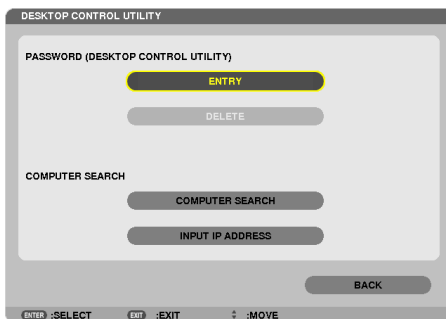 DESKTOP CONTROL UTILITY
PASSWORD (DESKTOP CONTROL UTILITY)
ENTRY
DELETE
COMPUTER SEARCH
COMPUTER SEARCH
INPUT IP ADDRESS
BACK
ENTER :SELECT EXIT :EXIT :MOVE